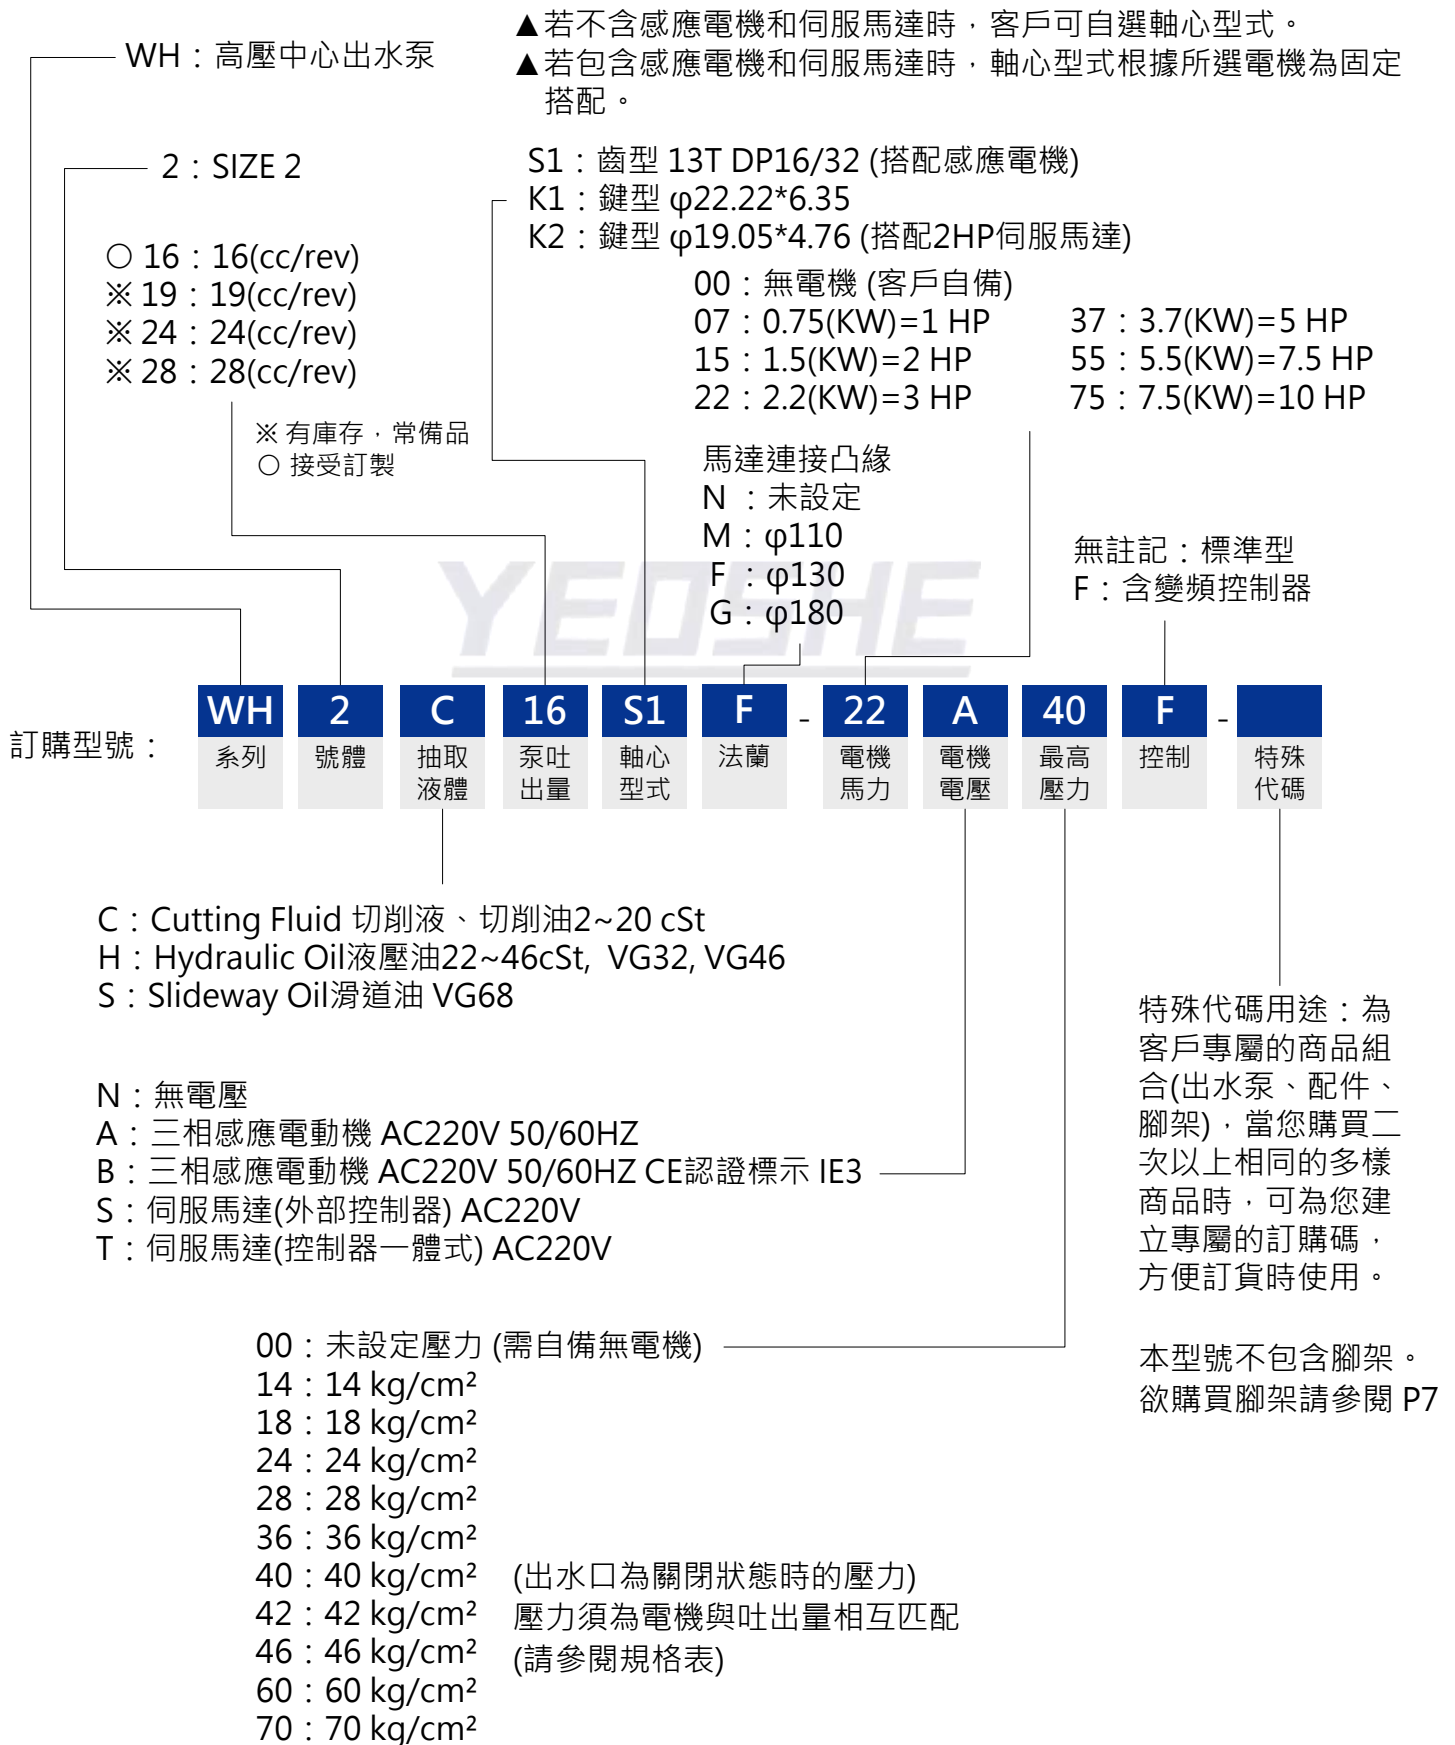 ▲若不含感應電機和伺服馬達時，客戶可自選軸心型式。
▲若包含感應電機和伺服馬達時，軸心型式根據所選電機為固定
搭配。
WH：高壓中心出水泵
2：SIZE 2
S1：齒型 13T DP16/32 (搭配感應電機)
K1：鍵型 φ22.22*6.35
K2：鍵型 φ19.05*4.76 (搭配2HP伺服馬達)
○ 16：16(cc/rev)
※ 19：19(cc/rev)
※ 24：24(cc/rev)
※ 28：28(cc/rev)
※ 有庫存，常備品
○ 接受訂製
00：無電機 (客戶自備)
07：0.75(KW)=1 HP
15：1.5(KW)=2 HP
22：2.2(KW)=3 HP
37：3.7(KW)=5 HP
55：5.5(KW)=7.5 HP
75：7.5(KW)=10 HP
馬達連接凸緣
N ：未設定
M：φ110
F ：φ130
G：φ180
無註記：標準型
F：含變頻控制器
YEOSHE
訂購型號：
WH 2 C 16 S1 F - 22 A 40 F -
系列 號體 抽取 泵吐 軸心 法蘭 電機 電機 最高 控制 特殊
液體 出量 型式 馬力 電壓 壓力 代碼
C：Cutting Fluid 切削液、切削油2~20 cSt
H：Hydraulic Oil液壓油22~46cSt, VG32, VG46
S：Slideway Oil滑道油 VG68
N：無電壓
A：三相感應電動機 AC220V 50/60HZ
B：三相感應電動機 AC220V 50/60HZ CE認證標示 IE3
S：伺服馬達(外部控制器) AC220V
T：伺服馬達(控制器一體式) AC220V
00：未設定壓力 (需自備無電機)
14：14 kg/cm²
18：18 kg/cm²
24：24 kg/cm²
28：28 kg/cm²
36：36 kg/cm²
40：40 kg/cm²
42：42 kg/cm²
46：46 kg/cm²
60：60 kg/cm²
70：70 kg/cm²
(出水口為關閉狀態時的壓力)
壓力須為電機與吐出量相互匹配
(請參閱規格表)
特殊代碼用途：為
客戶專屬的商品組
合(出水泵、配件、
腳架)，當您購買二
次以上相同的多樣
商品時，可為您建
立專屬的訂購碼，
方便訂貨時使用。
本型號不包含腳架。
欲購買腳架請參閱 P7